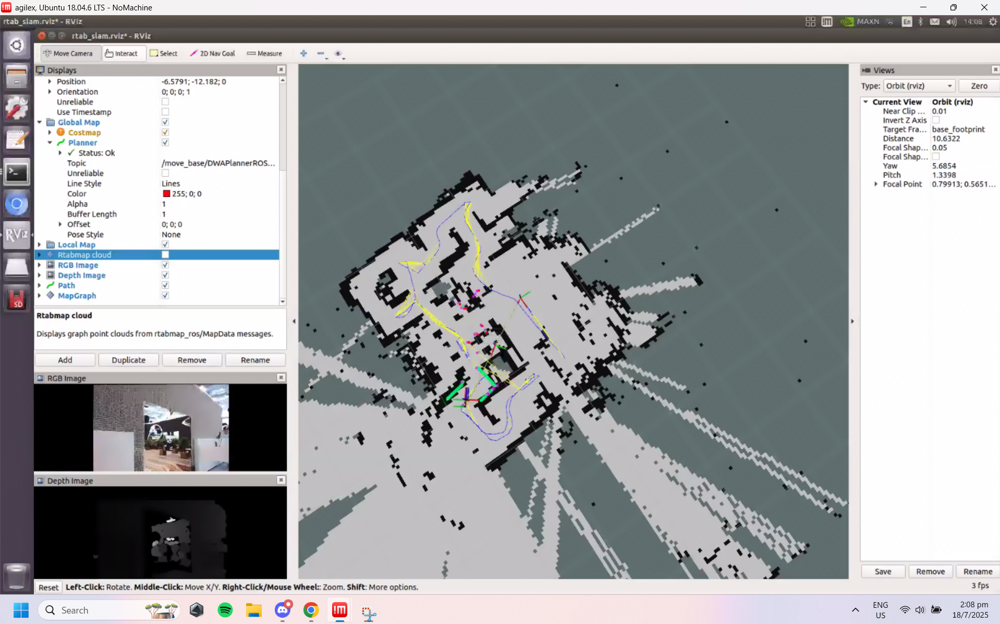 agilex, Ubuntu 18.04.6 LTS - NoMachine
rtab_slam.rviz* - RViz
MAXN En 14:08
rtab_slam.rviz* - RViz
Move Camera Interact Select 2D Nav Goal Measure
Displays
Position -6.5791; -12.182; 0
Orientation 0; 0; 0; 1
Unreliable
Use Timestamp
Global Map
Costmap
Planner
Status: Ok
Topic /move_base/DWAPlannerROS...
Unreliable
Line Style Lines
Color 255; 0; 0
Alpha 1
Buffer Length 1
Offset 0; 0; 0
Pose Style None
Local Map
Rtabmap cloud
RGB Image
Depth Image
Path
MapGraph
Rtabmap cloud
Displays graph point clouds from rtabmap_ros/MapData messages.
Add Duplicate Remove Rename
RGB Image
Depth Image
Reset Left-Click: Rotate. Middle-Click: Move X/Y. Right-Click/Mouse Wheel:: Zoom. Shift: More options.
Views
Type: Orbit (rviz) Zero
Current View Orbit (rviz)
Near Clip ... 0.01
Invert Z Axis
Target Fra... base_footprint
Distance 10.6322
Focal Shap... 0.05
Focal Shap...
Yaw 5.6854
Pitch 1.3398
Focal Point 0.79913; 0.5651...
Save Remove Rename
3 fps
RViz
SD
Search
ENG
US
2:08 pm
18/7/2025